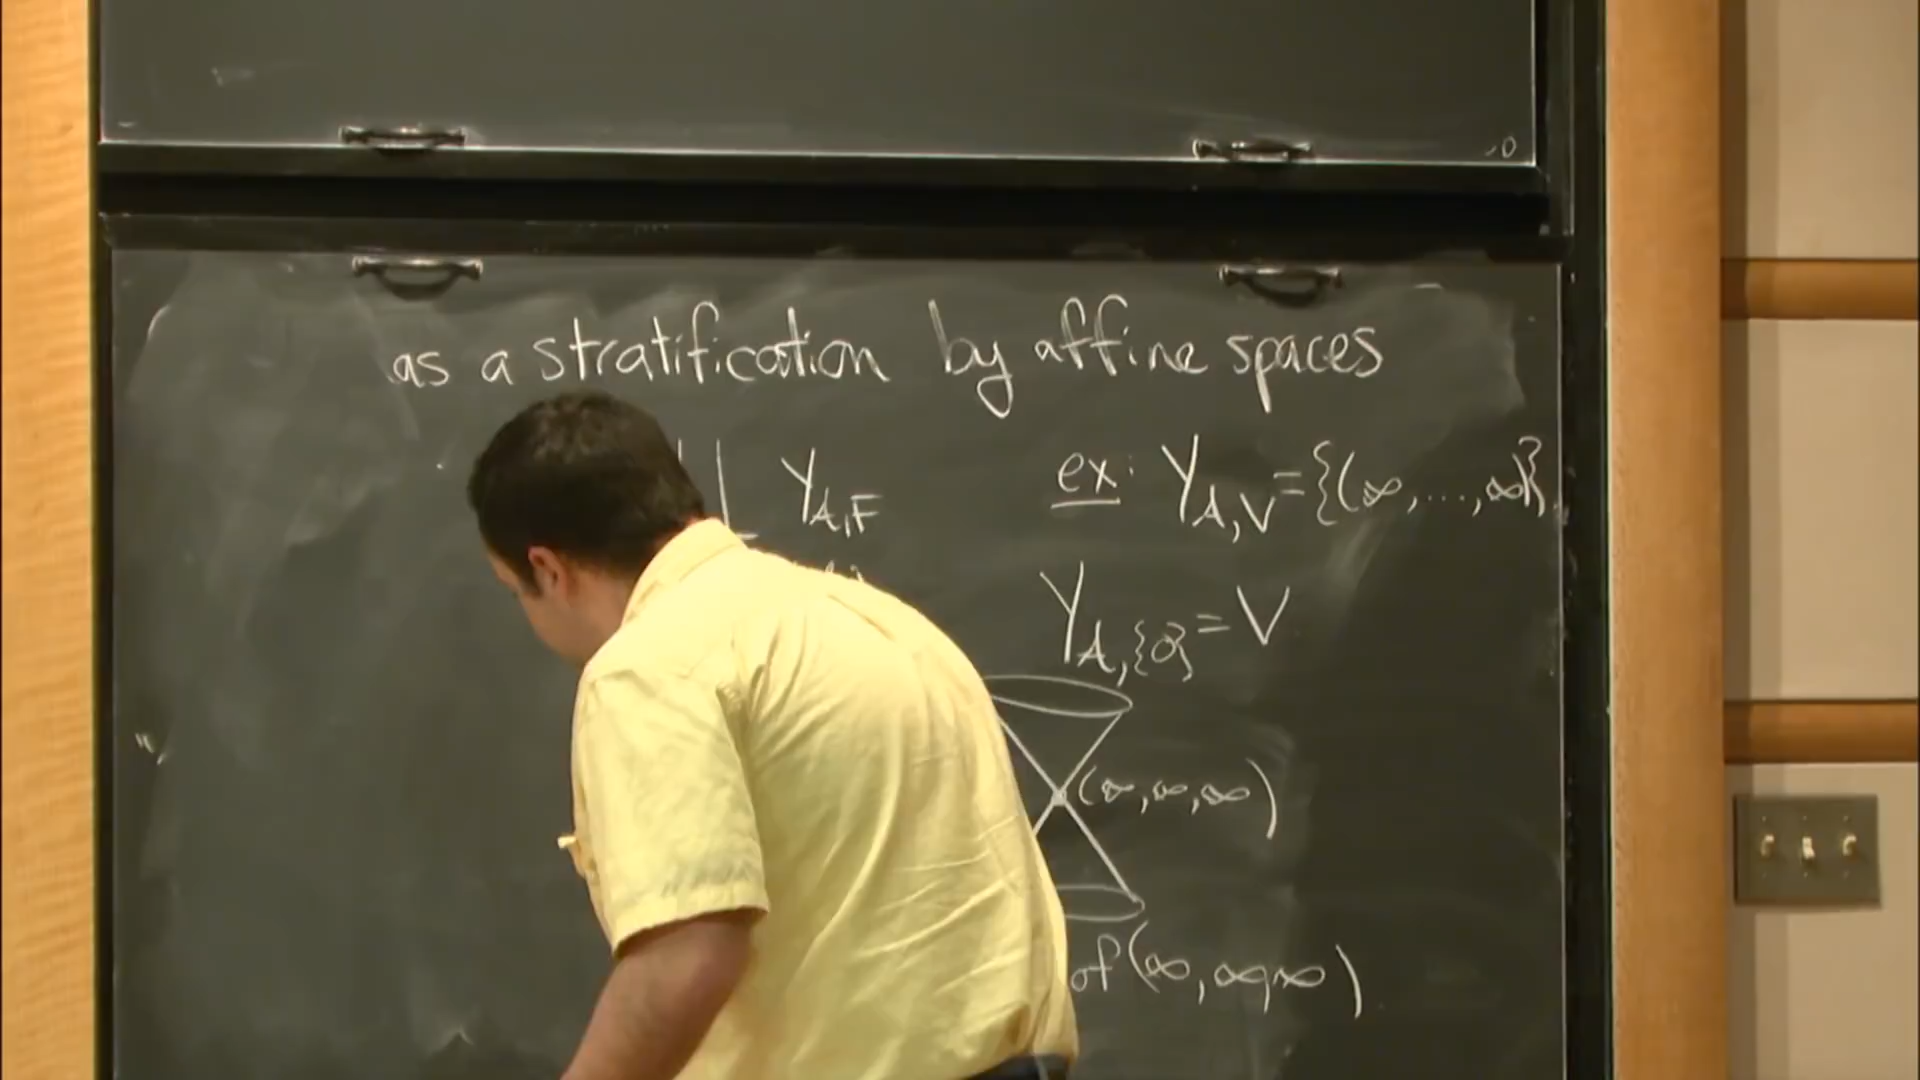 as a stratification by affine spaces
Y_{A,F} ex: Y_{A,V} = {(∞,...,∞)}.
Y_{A,{0}} = V
(∞,∞,∞)
of (∞,∞,∞)